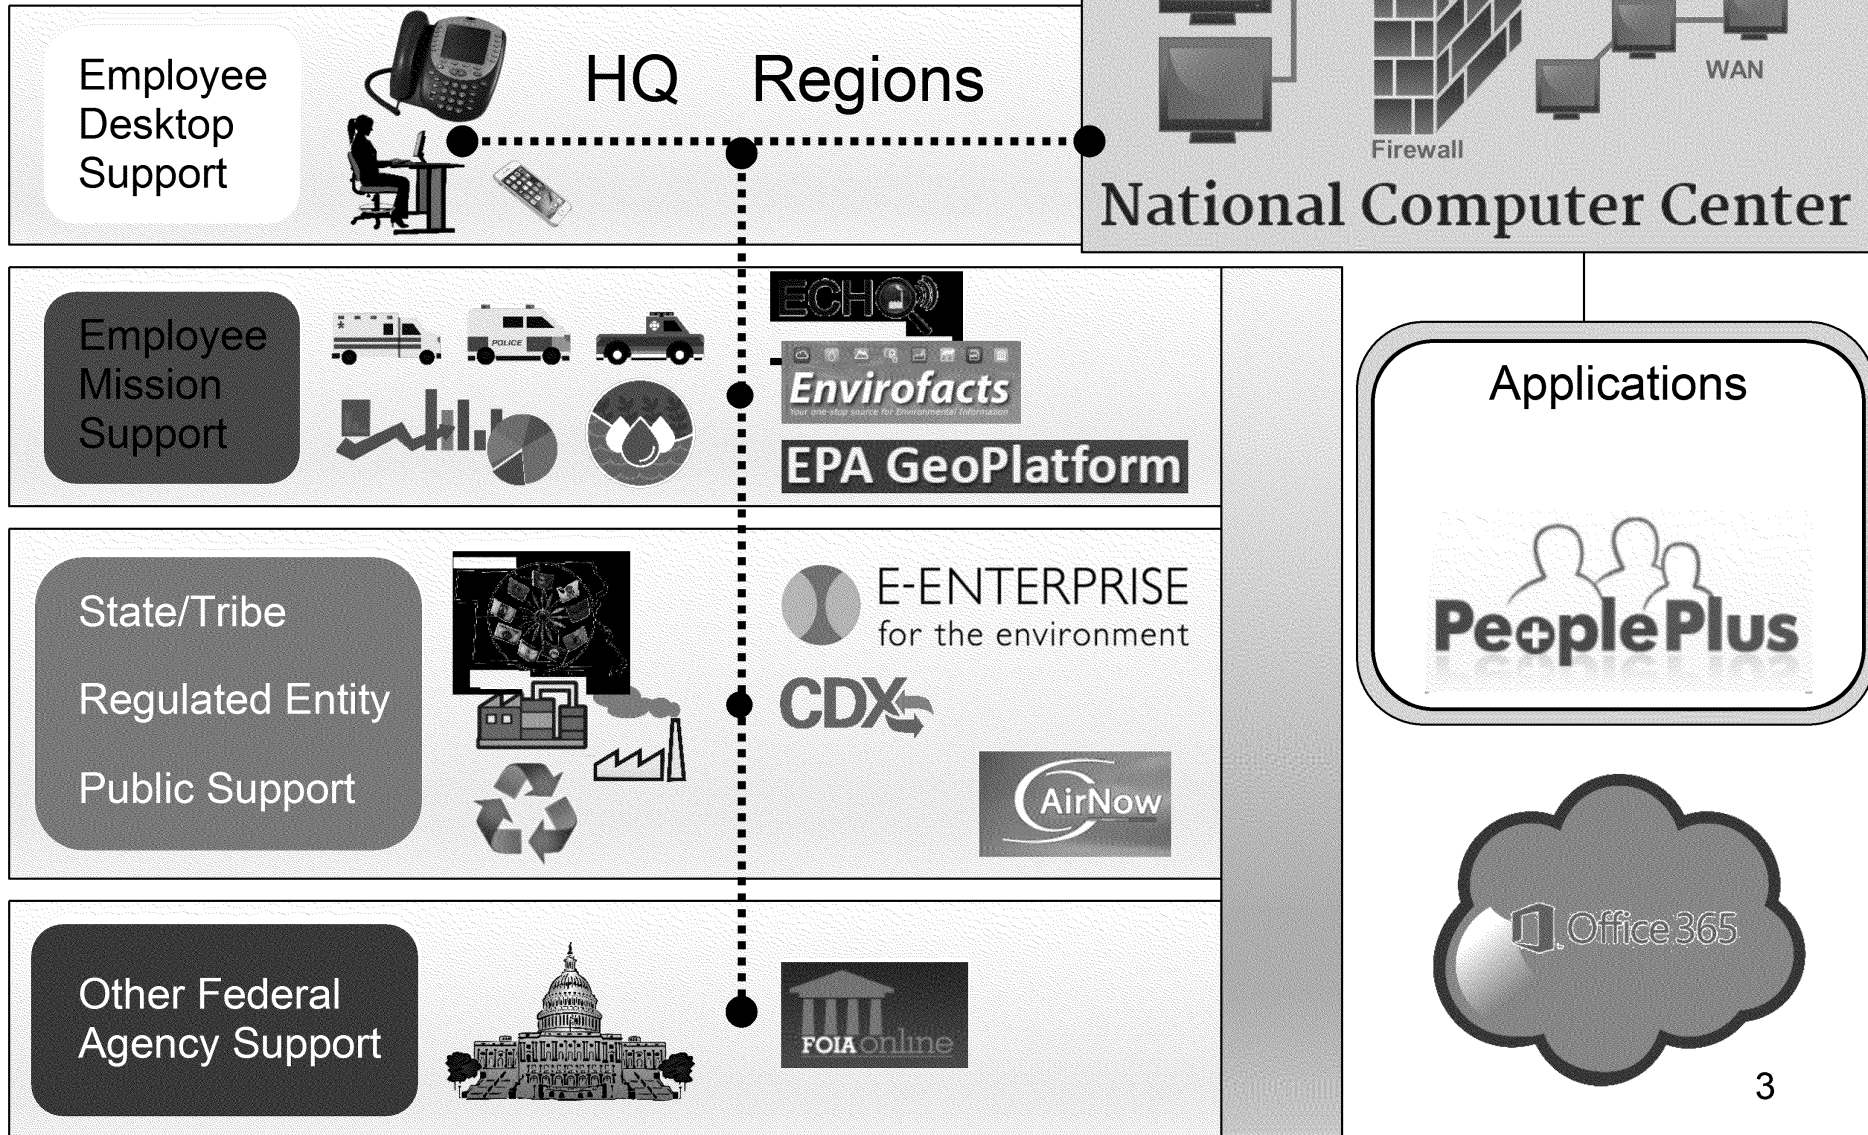 Employee
Desktop
Support
HQ Regions
WAN
Firewall
National Computer Center
Employee
Mission
Support
POLICE
ECHO
Envirofacts
Your one-stop source for Environmental Information
EPA GeoPlatform
Applications
PeoplePlus
State/Tribe
Regulated Entity
Public Support
E-ENTERPRISE
for the environment
CDX
AirNow
Other Federal
Agency Support
FOIAonline
Office 365
3